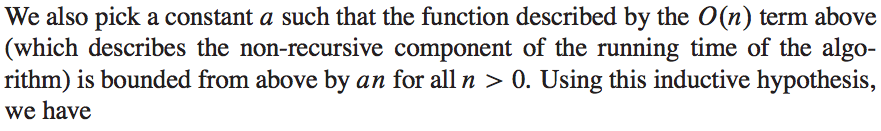 We also pick a constant a such that the function described by the O(n) term above
(which describes the non-recursive component of the running time of the algo-
rithm) is bounded from above by an for all n > 0. Using this inductive hypothesis,
we have